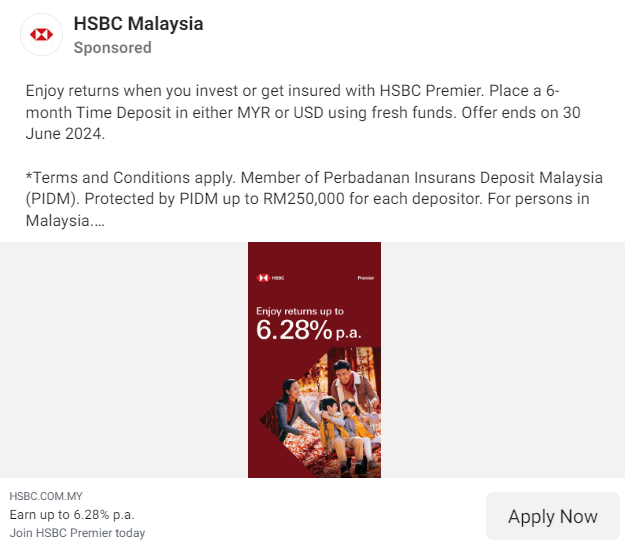 HSBC Malaysia
Sponsored
Enjoy returns when you invest or get insured with HSBC Premier. Place a 6-
month Time Deposit in either MYR or USD using fresh funds. Offer ends on 30
June 2024.
*Terms and Conditions apply. Member of Perbadanan Insurans Deposit Malaysia
(PIDM). Protected by PIDM up to RM250,000 for each depositor. For persons in
Malaysia....
HSBC Premier
Enjoy returns up to
6.28% p.a.
HSBC.COM.MY
Earn up to 6.28% p.a.
Join HSBC Premier today
Apply Now